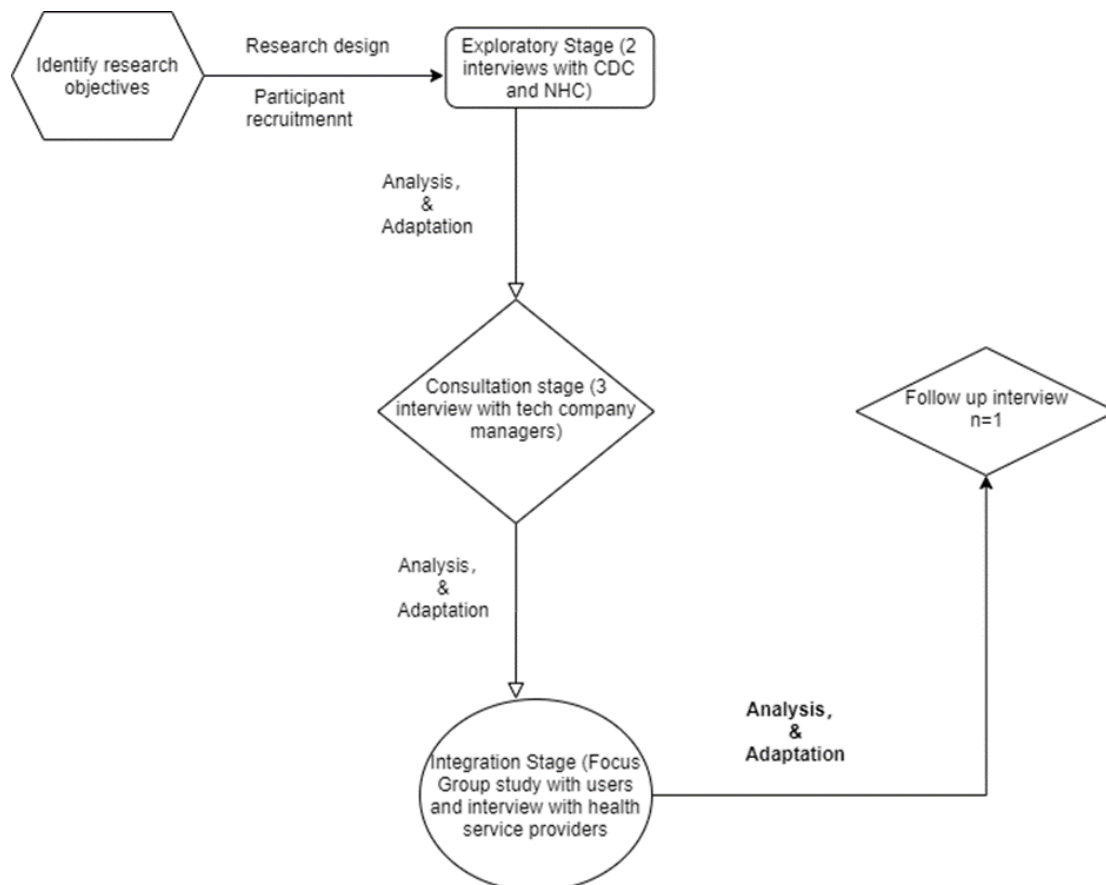 Identify research
objectives
Research design
Participant
recruitmennt
Exploratory Stage (2
interviews with CDC
and NHC)
Analysis,
&
Adaptation
Consultation stage (3
interview with tech company
managers)
Follow up interview
n=1
Analysis,
&
Adaptation
Integration Stage (Focus
Group study with users
and interview with health
service providers
Analysis,
&
Adaptation